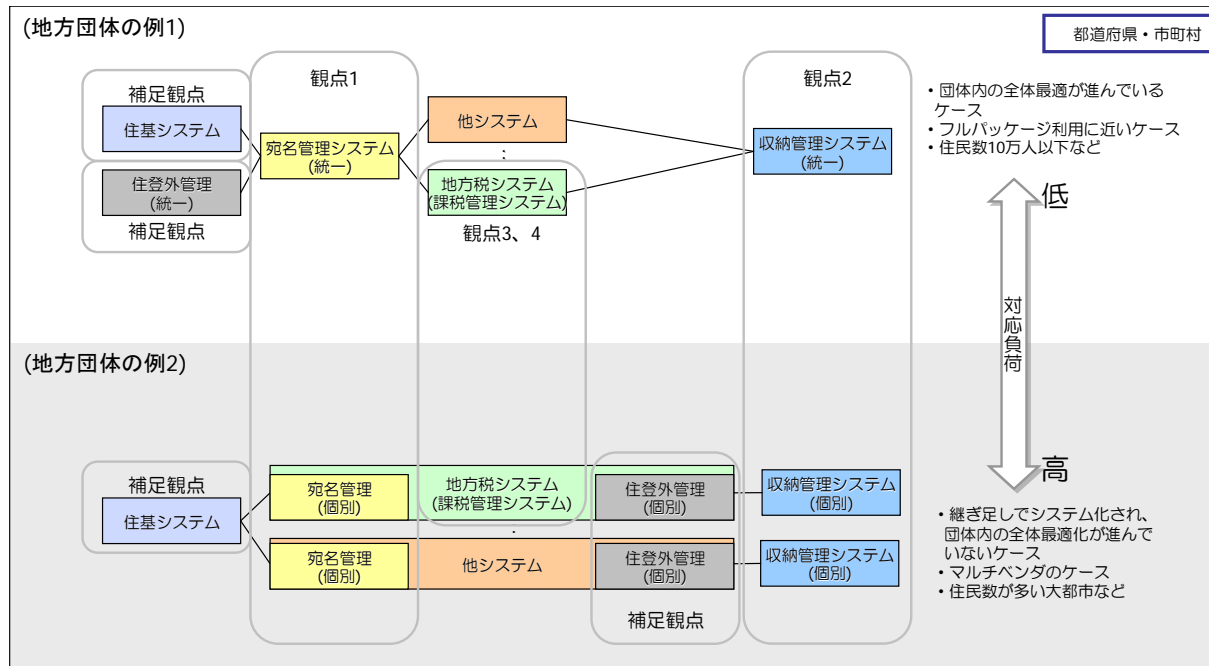 (地方団体の例1)
都道府県・市町村
観点1
観点2
補足観点
住基システム
宛名管理システム
(統一)
他システム
:
地方税システム
(課税管理システム)
観点3、4
収納管理システム
(統一)
住登外管理
(統一)
補足観点
・団体内の全体最適が進んでいる
ケース
・フルパッケージ利用に近いケース
・住民数10万人以下など
低
対応負荷
高
(地方団体の例2)
補足観点
住基システム
宛名管理
(個別)
地方税システム
(課税管理システム)
住登外管理
(個別)
収納管理システム
(個別)
:
宛名管理
(個別)
他システム
住登外管理
(個別)
収納管理システム
(個別)
補足観点
・継ぎ足しでシステム化され、
団体内の全体最適化が進んで
いないケース
・マルチベンダのケース
・住民数が多い大都市など